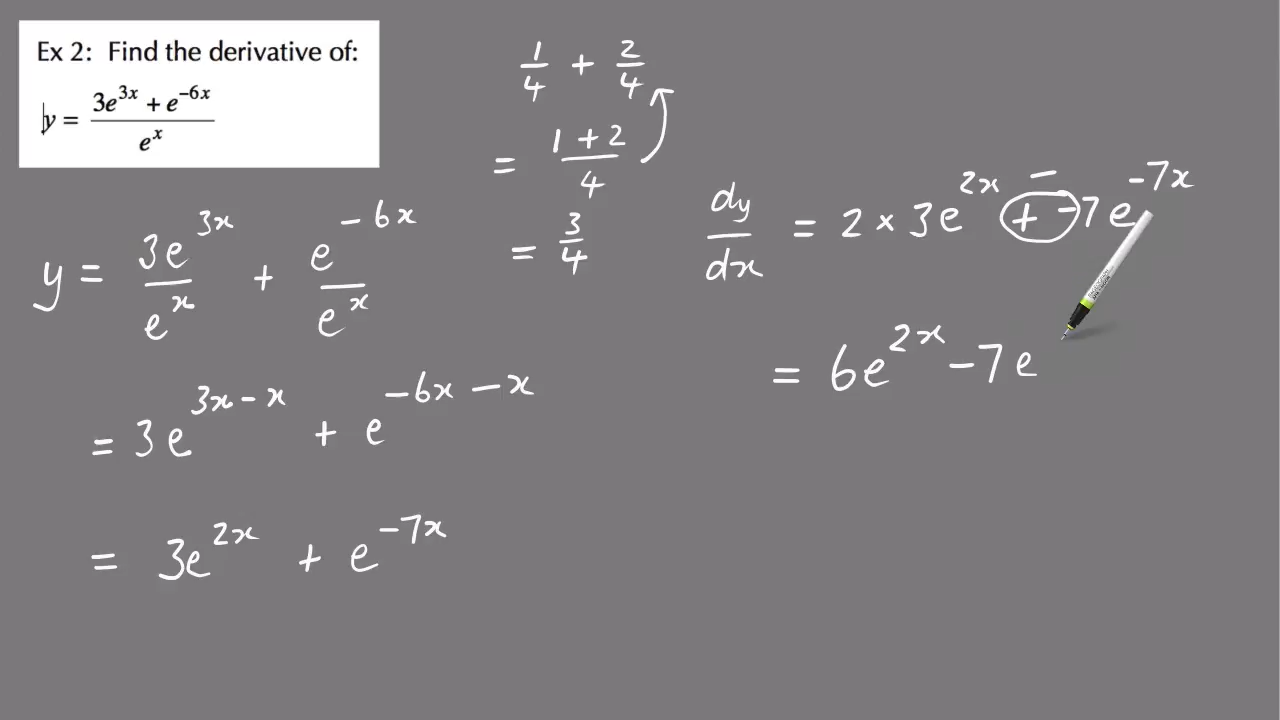 Ex 2: Find the derivative of:
y = (3e^{3x} + e^{-6x}) / e^x
1/4 + 2/4
= (1 + 2)/4
= 3/4
y = 3e^{3x}/e^x + e^{-6x}/e^x
= 3e^{3x - x} + e^{-6x - x}
= 3e^{2x} + e^{-7x}
dy/dx = 2 × 3e^{2x} + -7e^{-7x}
−
= 6e^{2x} - 7e